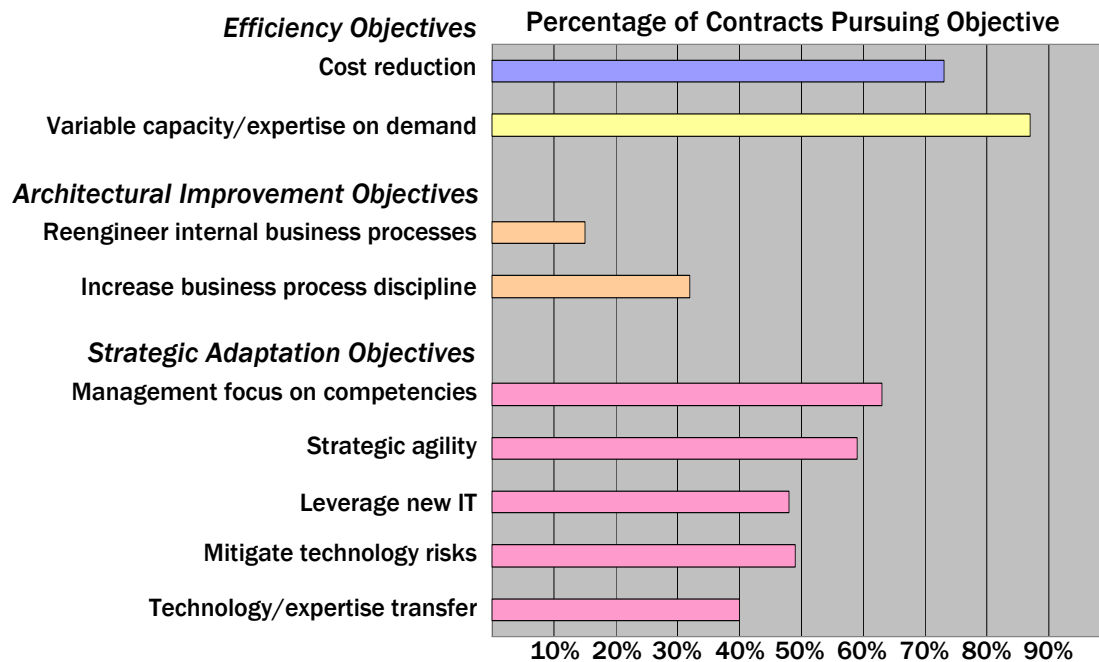 Efficiency Objectives
Percentage of Contracts Pursuing Objective
Cost reduction
Variable capacity/expertise on demand
Architectural Improvement Objectives
Reengineer internal business processes
Increase business process discipline
Strategic Adaptation Objectives
Management focus on competencies
Strategic agility
Leverage new IT
Mitigate technology risks
Technology/expertise transfer
10% 20% 30% 40% 50% 60% 70% 80% 90%